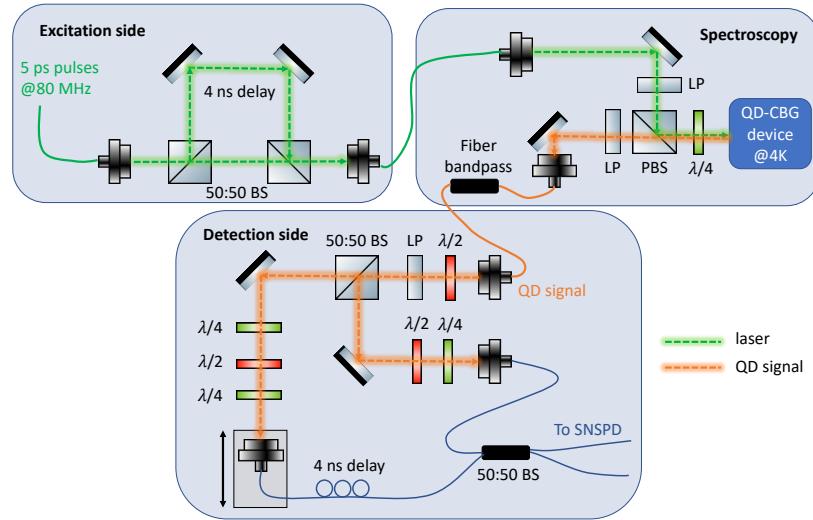 Excitation side
5 ps pulses
@80 MHz
4 ns delay
50:50 BS
Spectroscopy
LP
QD-CBG
device
@4K
Fiber
bandpass
LP
PBS
λ/4
Detection side
50:50 BS
LP
λ/2
QD signal
λ/2
λ/4
λ/4
λ/2
λ/4
4 ns delay
To SNSPD
50:50 BS
laser
QD signal